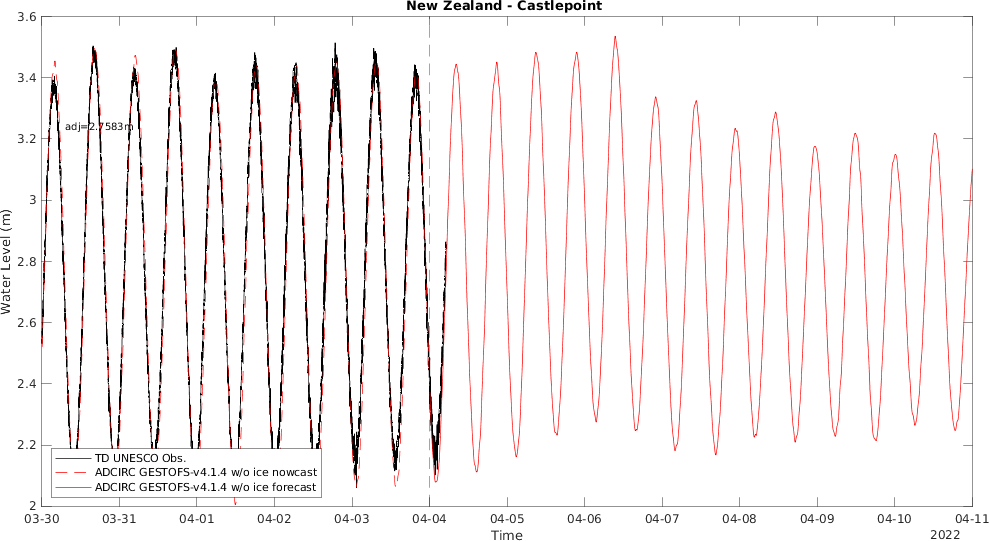 New Zealand - Castlepoint
3.6
3.4
adj=2.7583m
3.2
3
2.8
2.6
2.4
2.2
2
Water Level (m)
TD UNESCO Obs.
ADCIRC GESTOFS-v4.1.4 w/o ice nowcast
ADCIRC GESTOFS-v4.1.4 w/o ice forecast
03-30 03-31 04-01 04-02 04-03 04-04 04-05 04-06 04-07 04-08 04-09 04-10 04-11
Time
2022